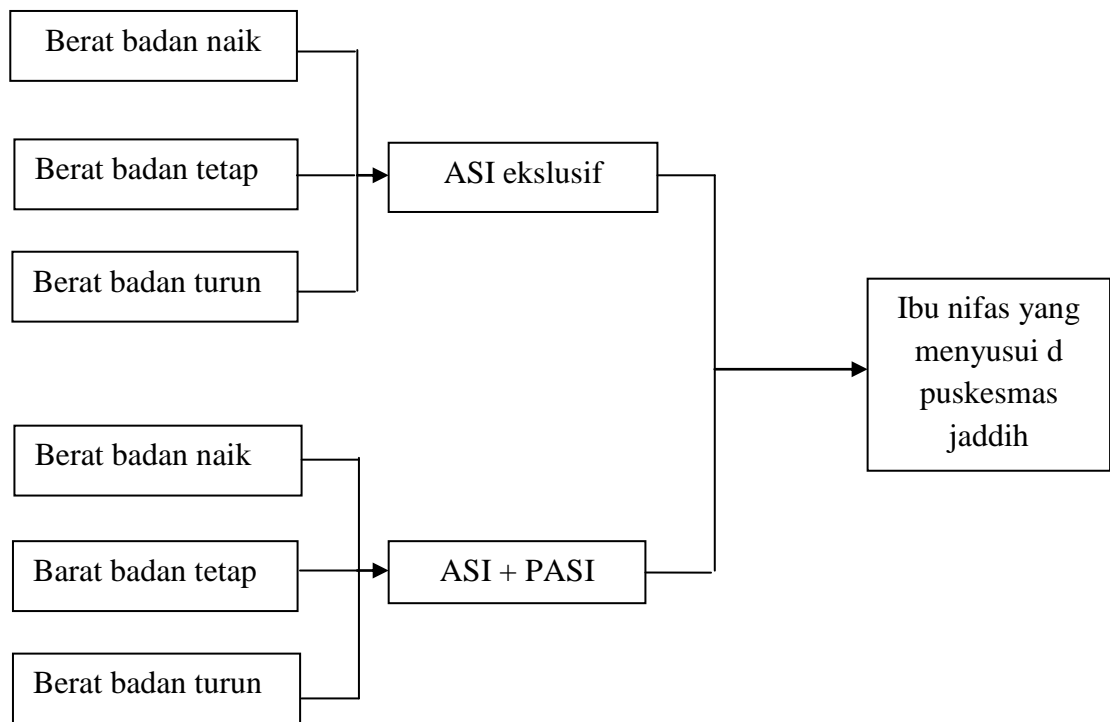 Berat badan naik
Berat badan tetap
Berat badan turun
ASI ekslusif
Ibu nifas yang
menyusui d
puskesmas
jaddih
Berat badan naik
Barat badan tetap
Berat badan turun
ASI + PASI